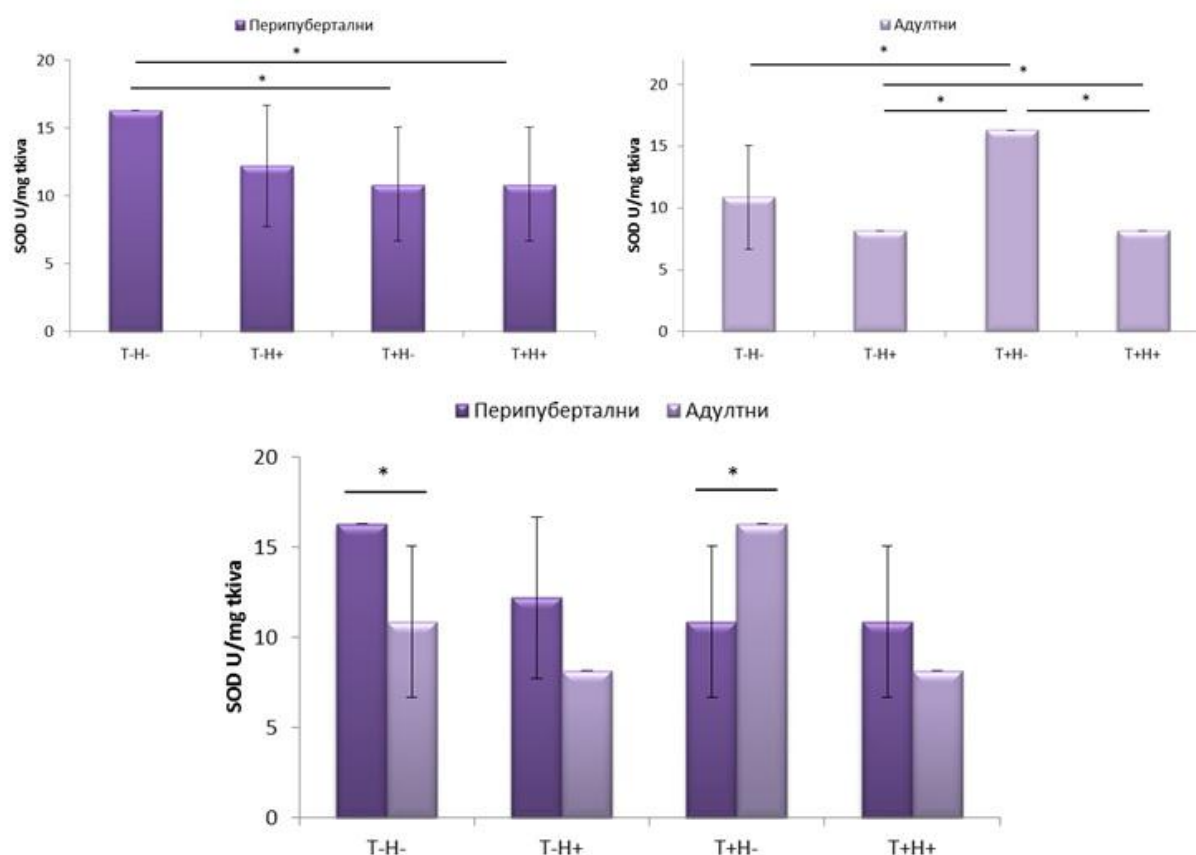 Перипубертални
*
*
SOD U/mg tkiva
20
15
10
5
0
T-H-
T-H+
T+H-
T+H+
Адултни
*
*
*
*
SOD U/mg tkiva
20
15
10
5
0
T-H-
T-H+
T+H-
T+H+
Перипубертални Адултни
*
*
SOD U/mg tkiva
20
15
10
5
0
T-H-
T-H+
T+H-
T+H+